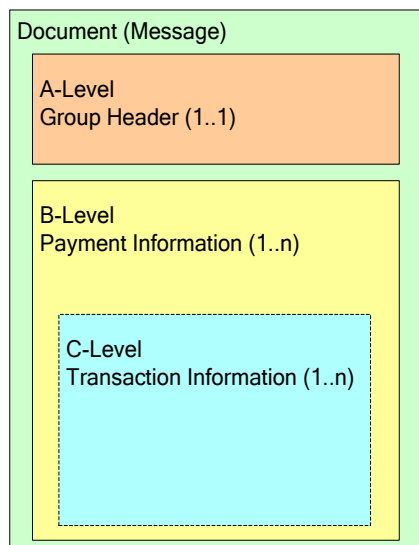 Document (Message)
A-Level
Group Header (1..1)
B-Level
Payment Information (1..n)
C-Level
Transaction Information (1..n)